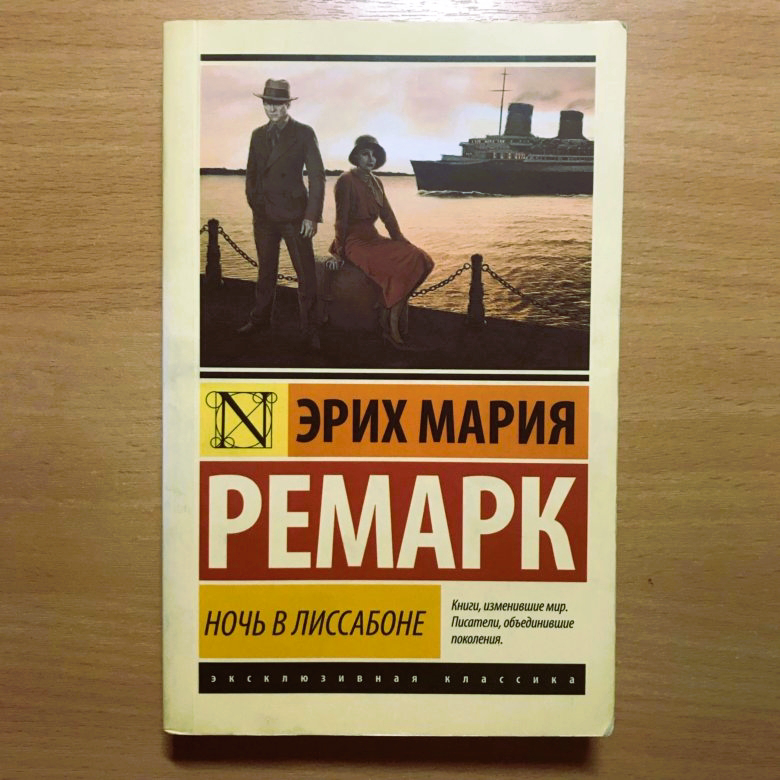 N ЭРИХ МАРИЯ
РЕМАРК
НОЧЬ В ЛИССАБОНЕ
Книги, изменившие мир.
Писатели, объединившие
поколения.
эксклюзивная классика